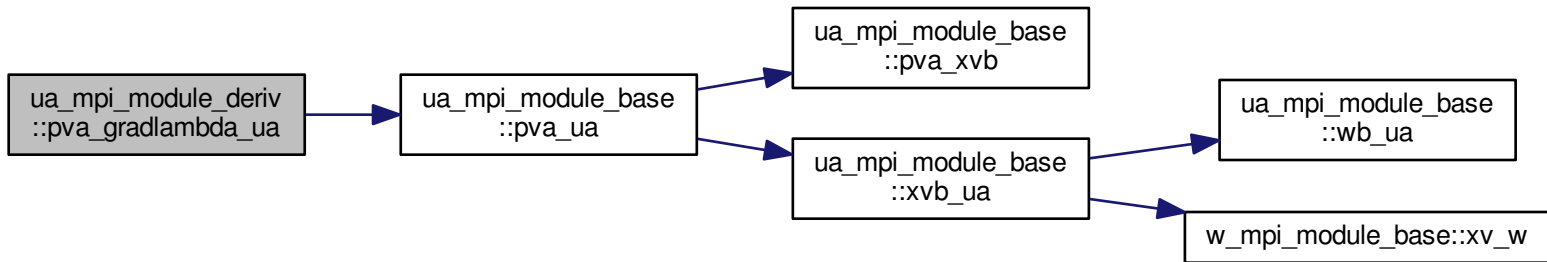 ua_mpi_module_deriv
::pva_gradlambda_ua
ua_mpi_module_base
::pva_ua
ua_mpi_module_base
::pva_xvb
ua_mpi_module_base
::xvb_ua
ua_mpi_module_base
::wb_ua
w_mpi_module_base::xv_w